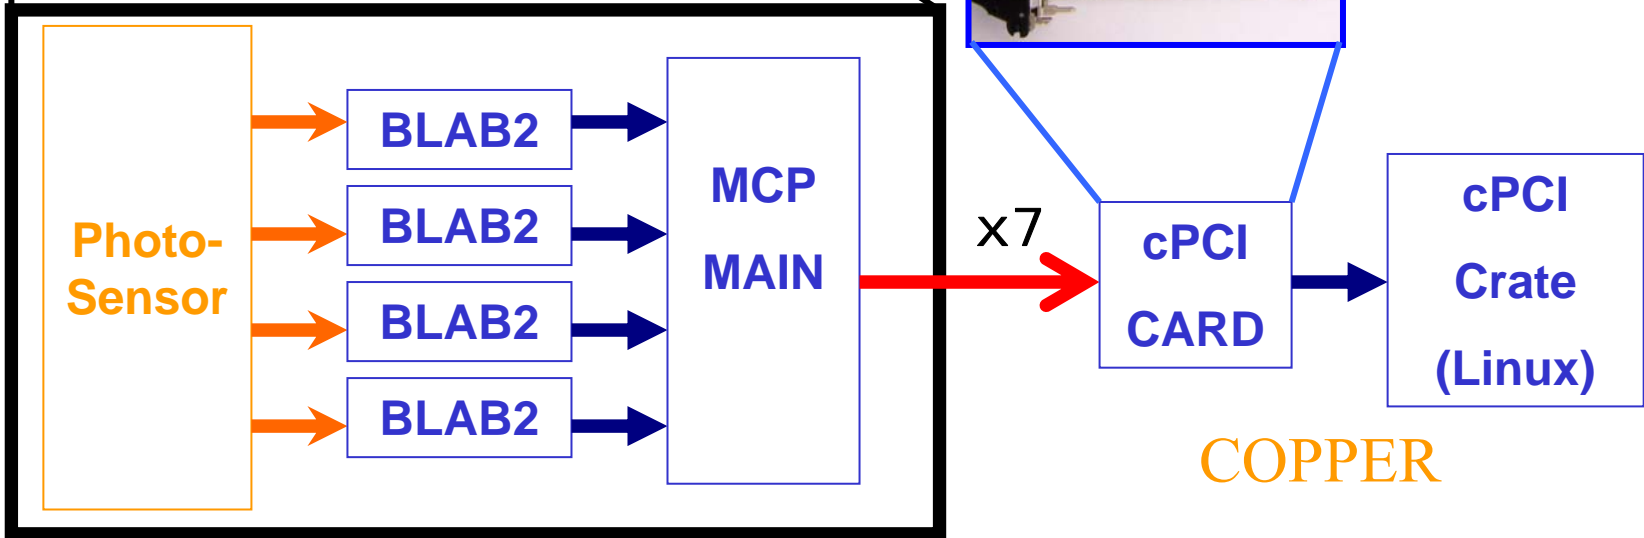 Photo-
Sensor
BLAB2
BLAB2
BLAB2
BLAB2
MCP
MAIN
x7
cPCI
CARD
cPCI
Crate
(Linux)
COPPER